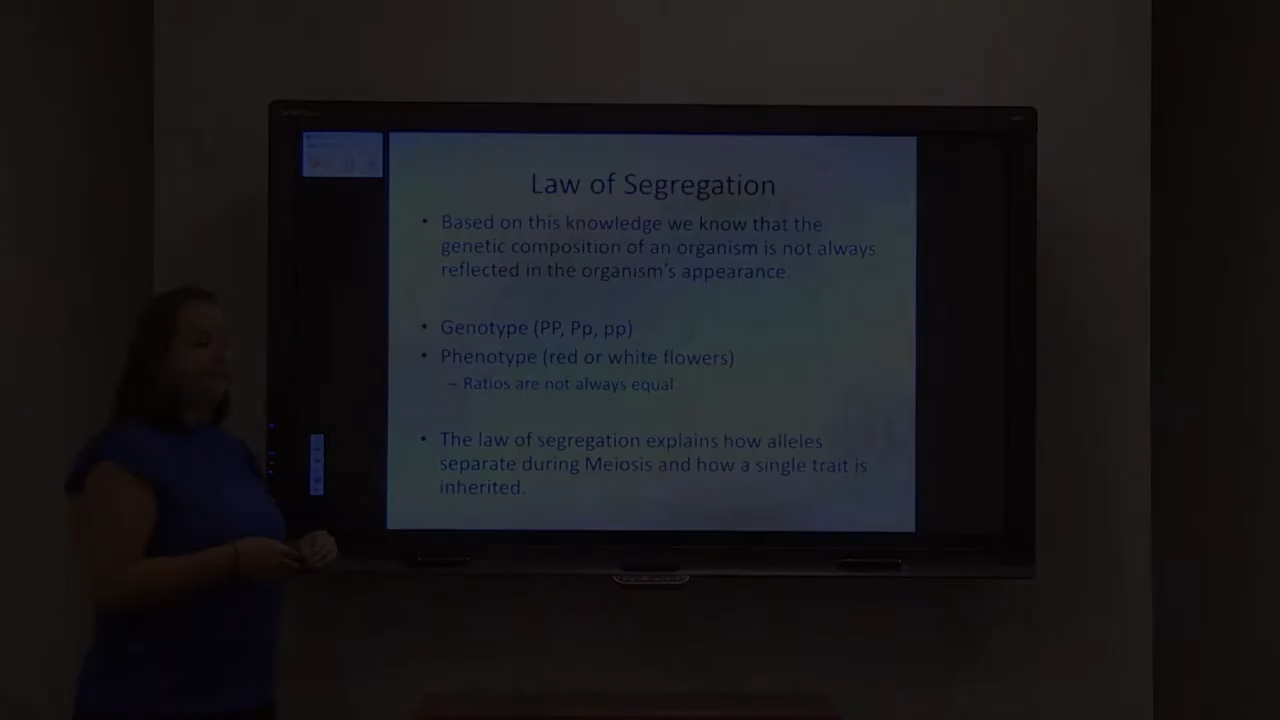 Law of Segregation
• Based on this knowledge we know that the
genetic composition of an organism is not always
reflected in the organism's appearance.
• Genotype (PP, Pp, pp)
• Phenotype (red or white flowers)
– Ratios are not always equal
• The law of segregation explains how alleles
separate during Meiosis and how a single trait is
inherited.